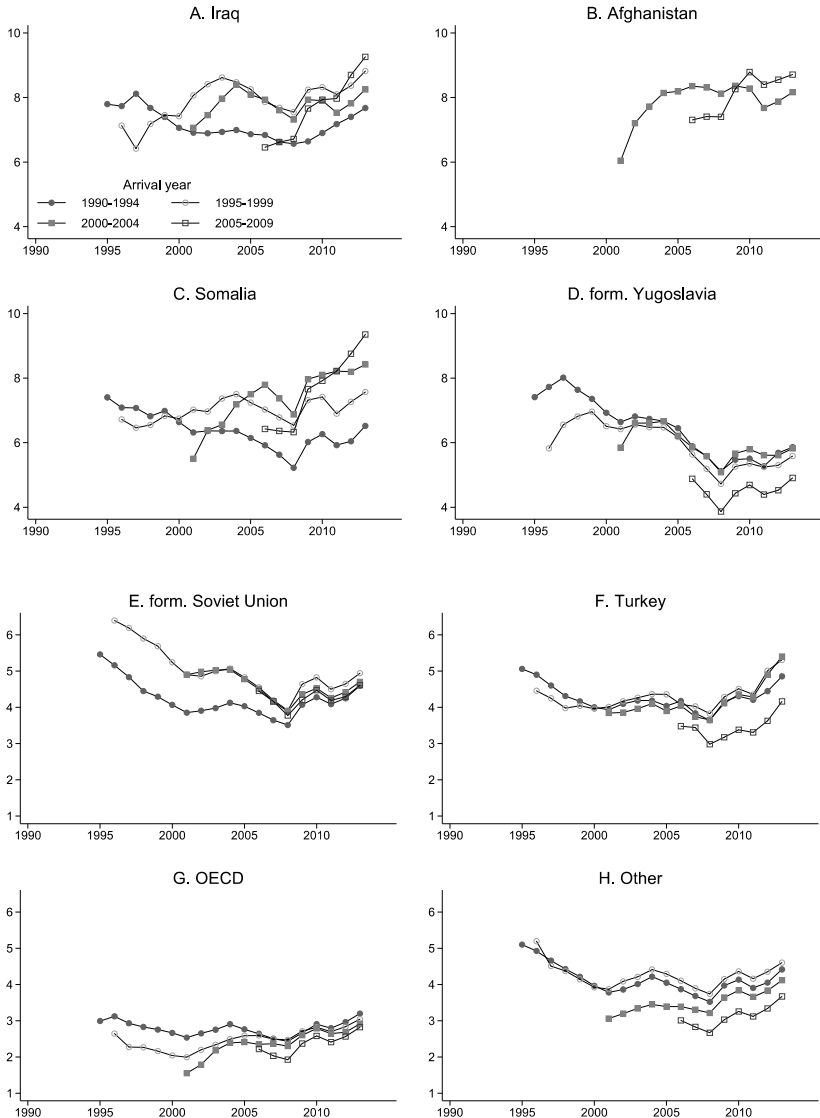 A. Iraq
B. Afghanistan
10
8
6
4
Arrival year
1990-1994 1995-1999
2000-2004 2005-2009
1990 1995 2000 2005 2010
10
8
6
4
1990 1995 2000 2005 2010
C. Somalia
D. form. Yugoslavia
10
8
6
4
1990 1995 2000 2005 2010
10
8
6
4
1990 1995 2000 2005 2010
E. form. Soviet Union
F. Turkey
6
5
4
3
2
1
1990 1995 2000 2005 2010
6
5
4
3
2
1
1990 1995 2000 2005 2010
G. OECD
H. Other
6
5
4
3
2
1
1990 1995 2000 2005 2010
6
5
4
3
2
1
1990 1995 2000 2005 2010